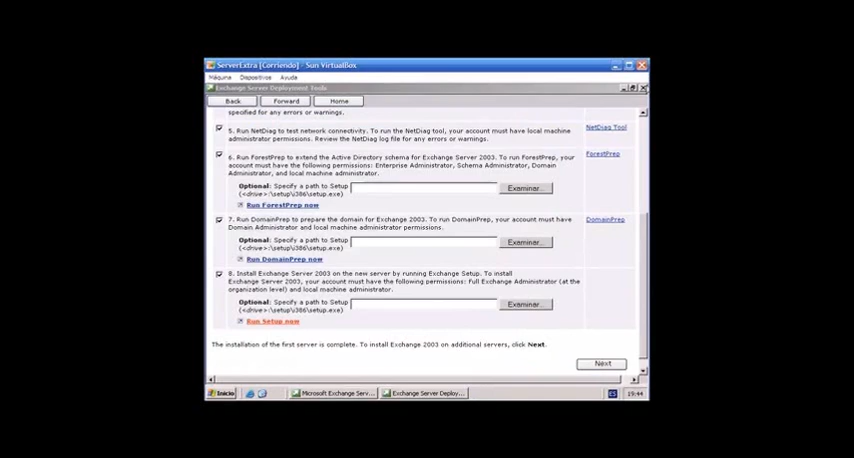 ServerExtra [Corriendo] - Sun VirtualBox
Máquina Dispositivos Ayuda
Exchange Server Deployment Tools
Back Forward Home
specified for any errors or warnings.
5. Run NetDiag to test network connectivity. To run the NetDiag tool, your account must have local machine NetDiag Tool
administrator permissions. Review the NetDiag log file for any errors or warnings.
6. Run ForestPrep to extend the Active Directory schema for Exchange Server 2003. To run ForestPrep, your ForestPrep
account must have the following permissions: Enterprise Administrator, Schema Administrator, Domain
Administrator, and local machine administrator.
Optional: Specify a path to Setup Examinar...
(<drive>:\setup\i386\setup.exe)
Run ForestPrep now
7. Run DomainPrep to prepare the domain for Exchange 2003. To run DomainPrep, your account must have DomainPrep
Domain Administrator and local machine administrator permissions.
Optional: Specify a path to Setup Examinar...
(<drive>:\setup\i386\setup.exe)
Run DomainPrep now
8. Install Exchange Server 2003 on the new server by running Exchange Setup. To install
Exchange Server 2003, your account must have the following permissions: Full Exchange Administrator (at the
organization level) and local machine administrator.
Optional: Specify a path to Setup Examinar...
(<drive>:\setup\i386\setup.exe)
Run Setup now
The installation of the first server is complete. To install Exchange 2003 on additional servers, click Next.
Next
Inicio Microsoft Exchange Serv... Exchange Server Deploy... ES 19:44